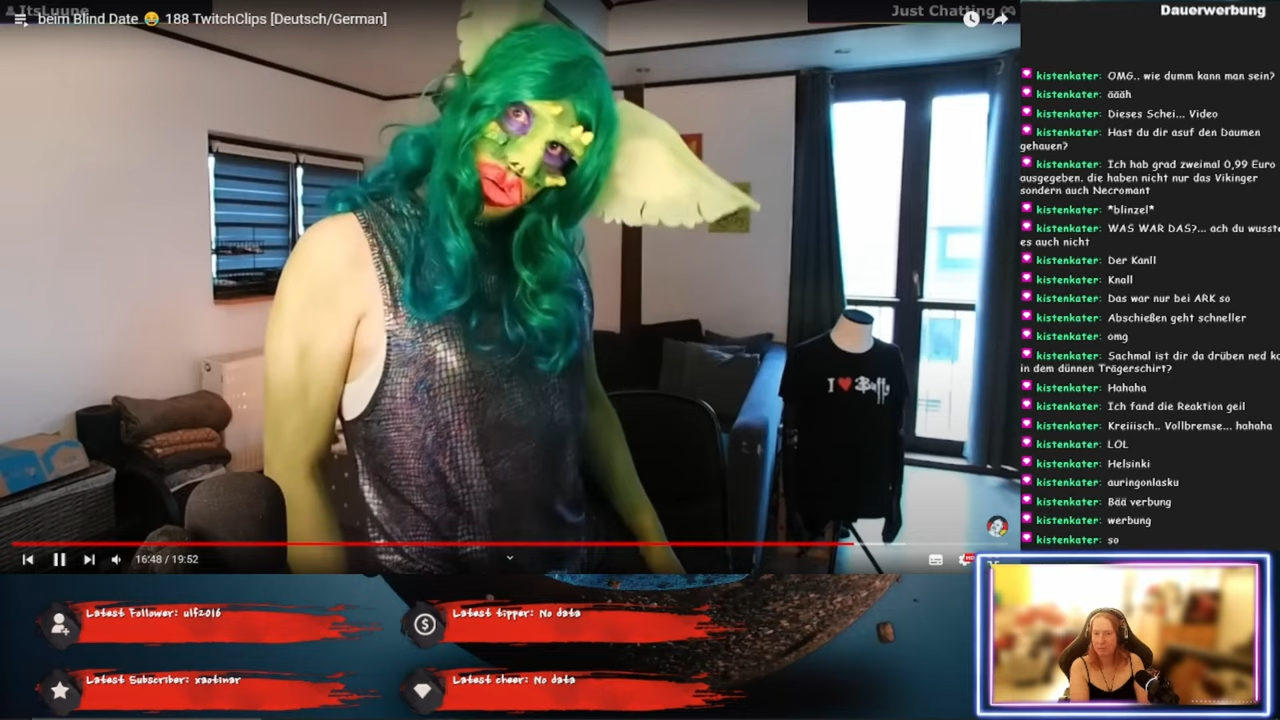 ItsLuune
beim Blind Date 😂 188 TwitchClips [Deutsch/German]
Just Chatting
Dauerwerbung
kistenkater: OMG.. wie dumm kann man sein?
kistenkater: äääh
kistenkater: Dieses Schei... Video
kistenkater: Hast du dir asuf den Daumen
gehauen?
kistenkater: Ich hab grad zweimal 0,99 Euro
ausgegeben. die haben nicht nur das Vikinger
sondern auch Necromant
kistenkater: *blinzel*
kistenkater: WAS WAR DAS?... ach du wusst
es auch nicht
kistenkater: Der Kanll
kistenkater: Knall
kistenkater: Das war nur bei ARK so
kistenkater: Abschießen geht schneller
kistenkater: omg
kistenkater: Sachmal ist dir da drüben ned k
in dem dünnen Trägerschirt?
kistenkater: Hahaha
kistenkater: Ich fand die Reaktion geil
kistenkater: Kreiiisch.. Vollbremse... hahaha
kistenkater: LOL
kistenkater: Helsinki
kistenkater: auringonlasku
kistenkater: Bää verbung
kistenkater: werbung
kistenkater: so
I ❤ Buffy
16:48 / 19:52
Latest Follower: ulf2016
Latest tipper: No data
Latest Subscriber: xaotinar
Latest cheer: No data